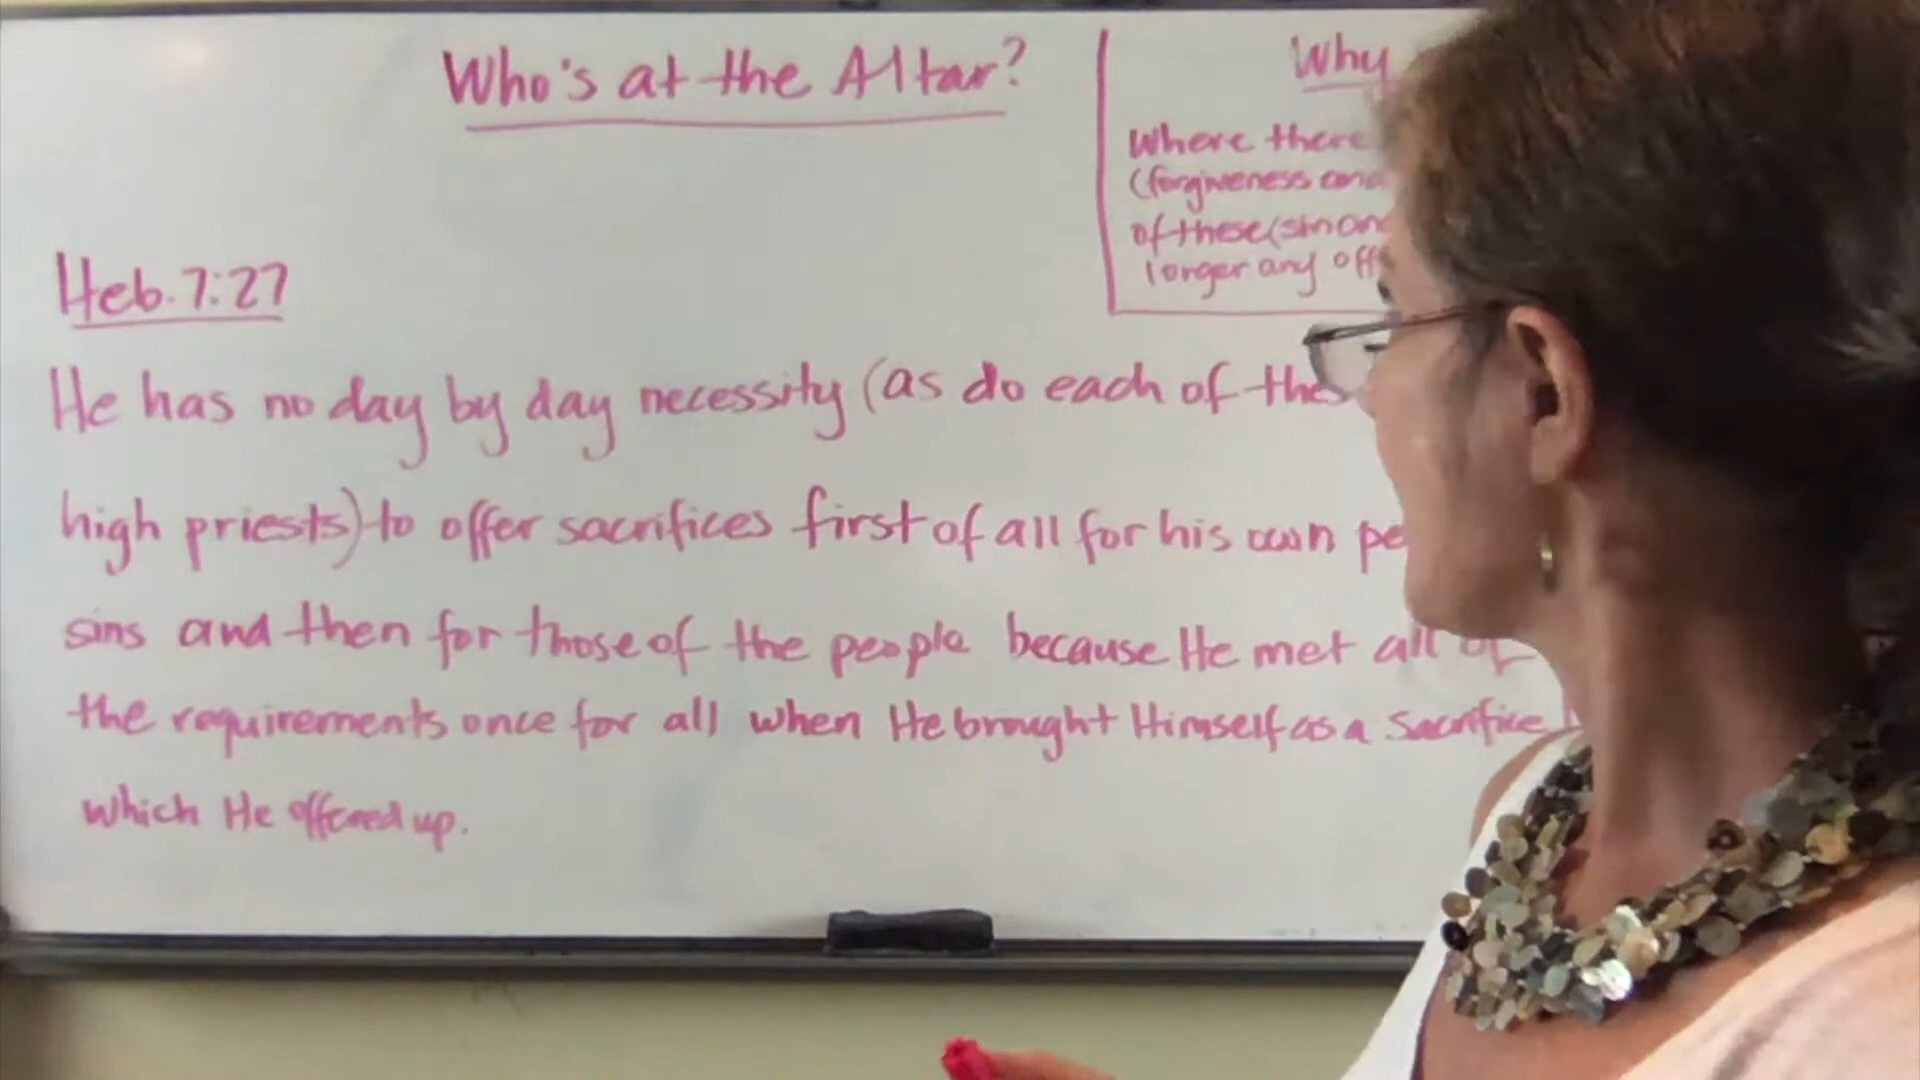 Who's at the Altar?
Why
Where there
(forgiveness
of these (sin
longer any
Heb. 7:27
He has no day by day necessity (as do each of
high priests) to offer sacrifices first of all for his own
sins and then for those of the people because He met all of
the requirements once for all when He brought Himself as a Sacrifice
which He offered up.